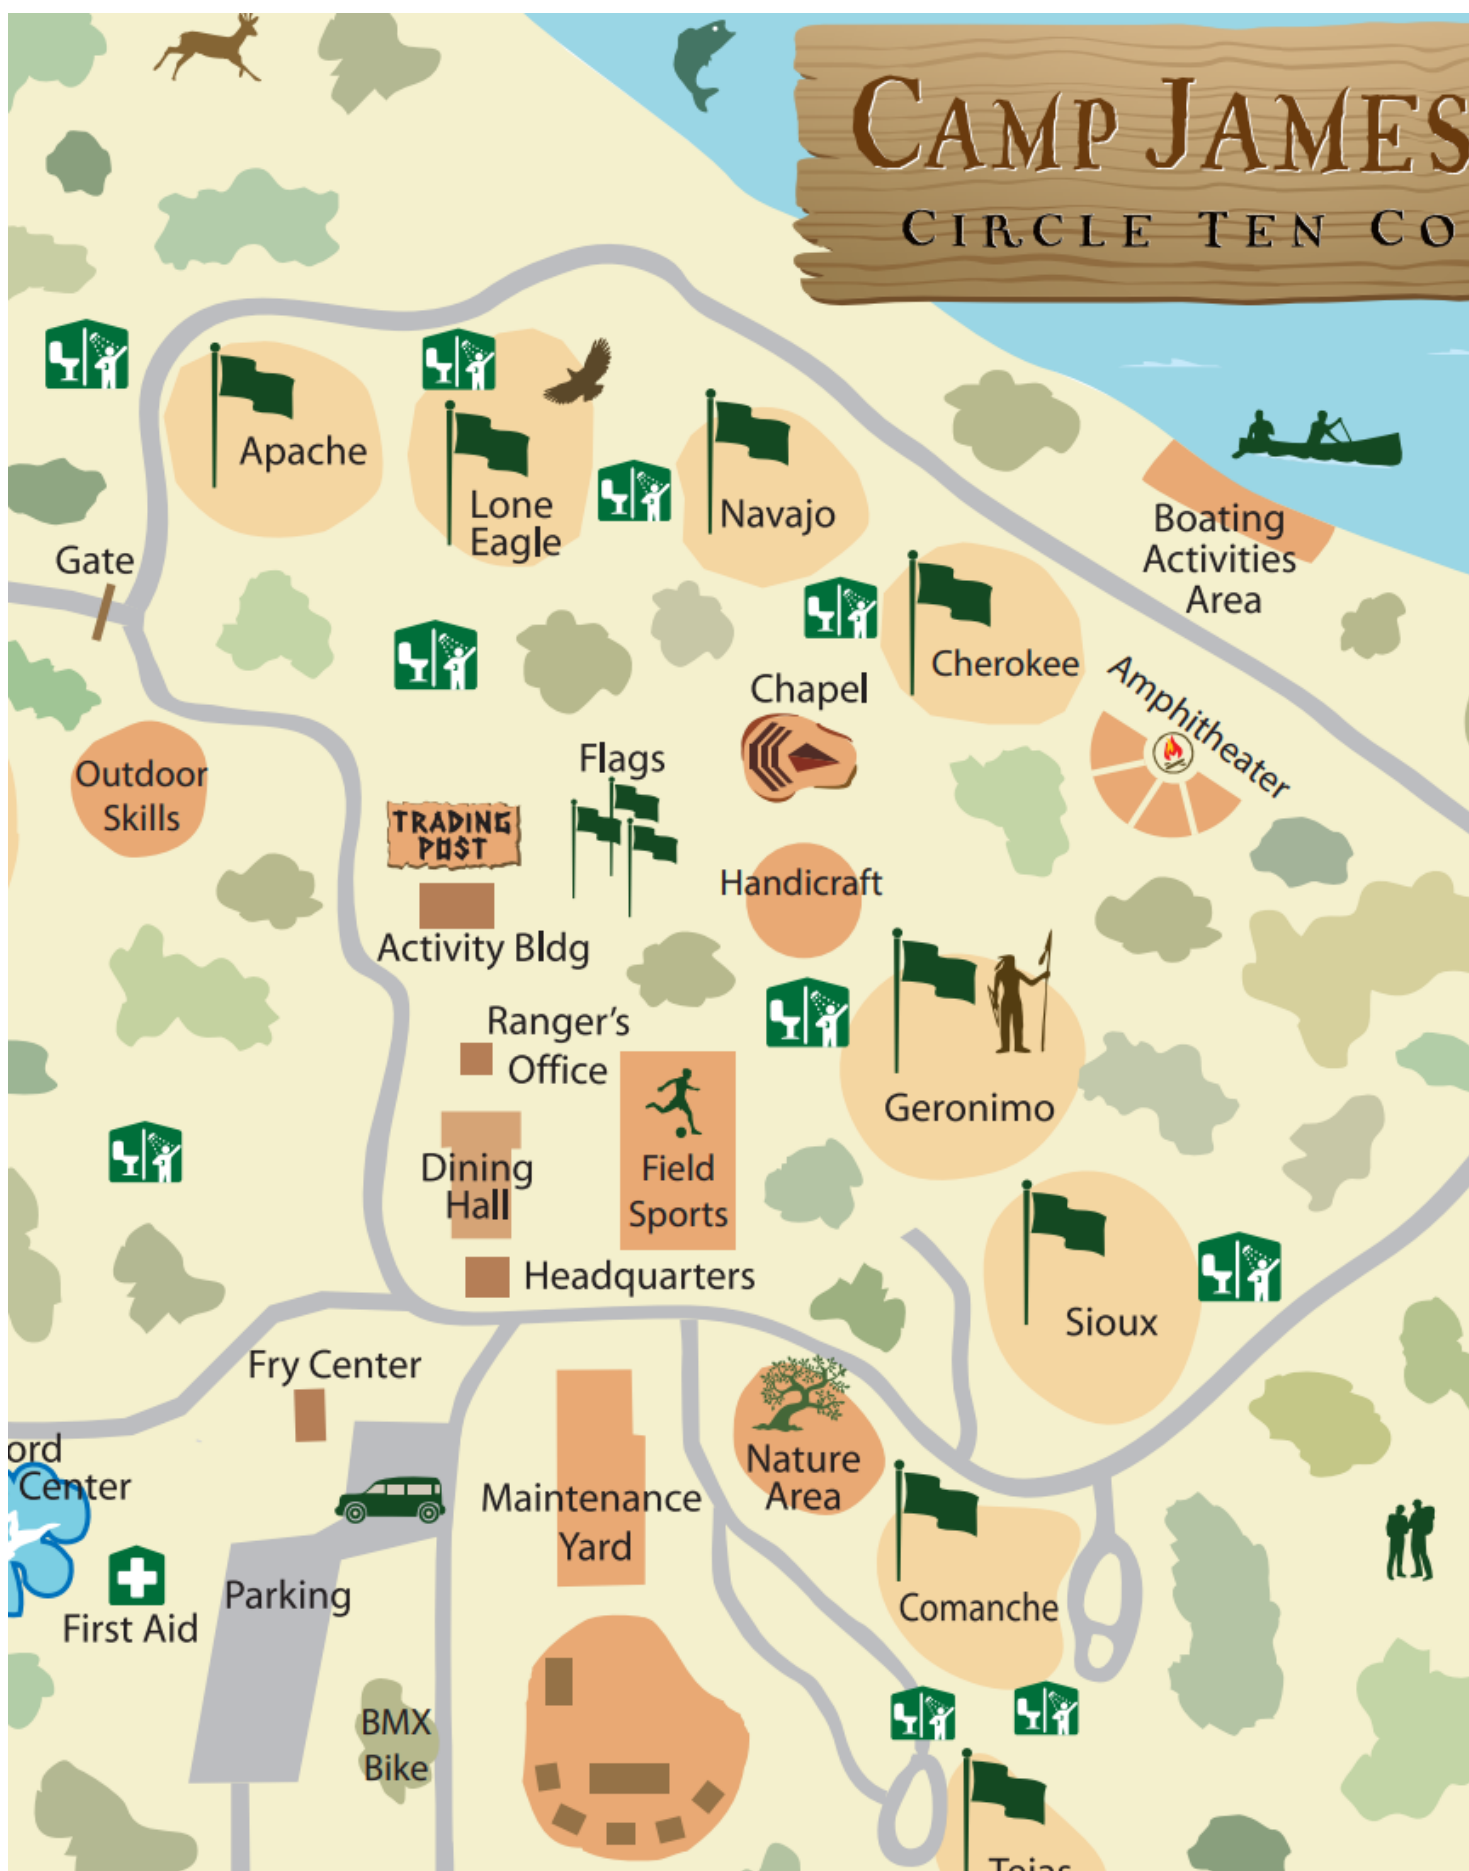 CAMP JAMES
CIRCLE TEN CO
Apache
Lone
Eagle
Navajo
Boating
Activities
Area
Gate
Cherokee
Amphitheater
Chapel
Flags
Outdoor
Skills
TRADING
POST
Handicraft
Activity Bldg
Ranger's
Office
Geronimo
Dining
Hall
Field
Sports
Headquarters
Sioux
Fry Center
ord
Center
Nature
Area
Maintenance
Yard
Parking
First Aid
Comanche
BMX
Bike
Tejas